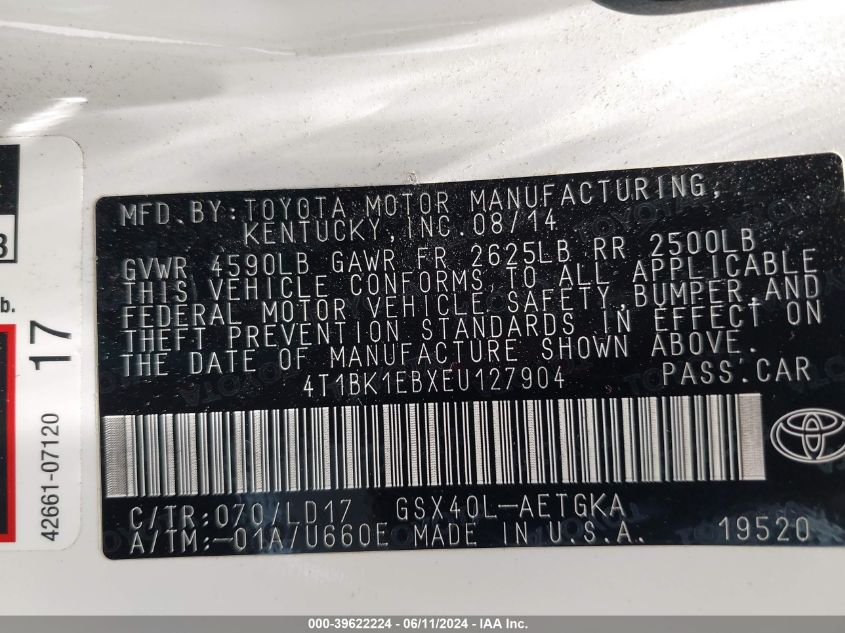 MFD. BY: TOYOTA MOTOR MANUFACTURING,
KENTUCKY, INC. 08/14
GVWR 4590LB GAWR FR 2625LB RR 2500LB
THIS VEHICLE CONFORMS TO ALL APPLICABLE
FEDERAL MOTOR VEHICLE SAFETY, BUMPER, AND
THEFT PREVENTION STANDARDS IN EFFECT ON
THE DATE OF MANUFACTURE SHOWN ABOVE.
4T1BK1EBXEU127904 PASS. CAR
C/TR: 070/LD17 GSX40L-AETGKA
A/TM: -01A/U660E MADE IN U.S.A. 19520
b.
17
42661-07120
000-39622224 - 06/11/2024 - IAA Inc.